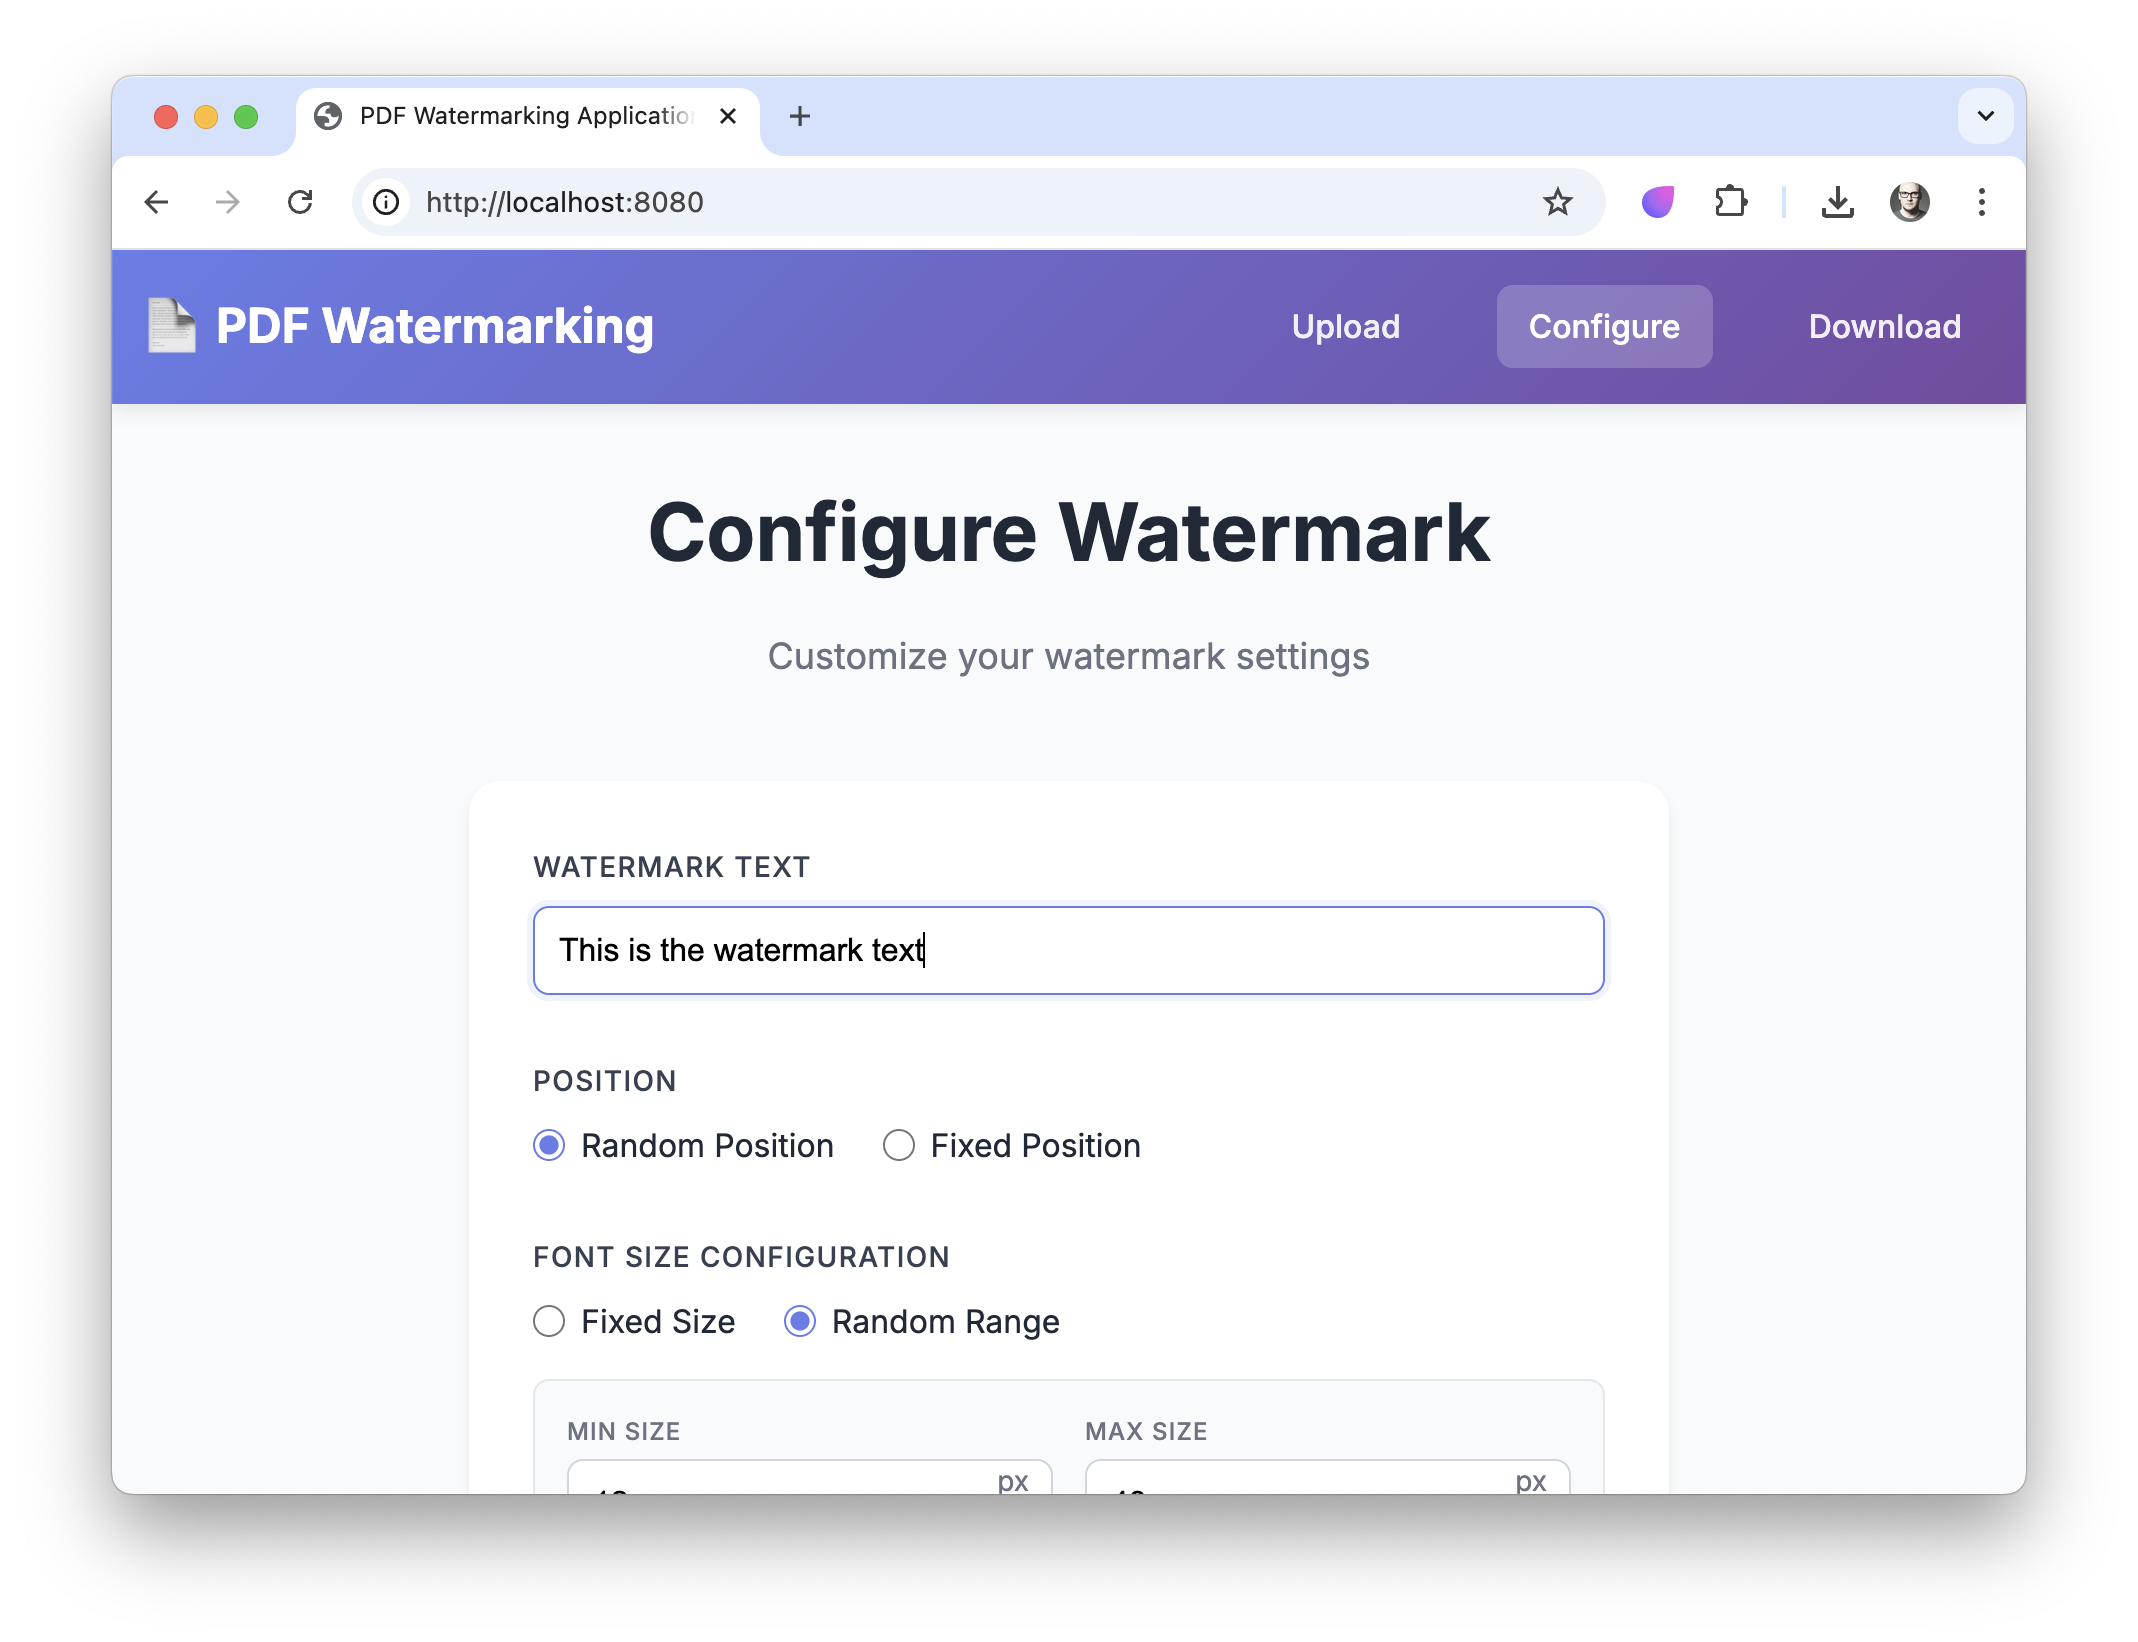 PDF Watermarking Applicatio
http://localhost:8080
PDF Watermarking
Upload
Configure
Download
Configure Watermark
Customize your watermark settings
WATERMARK TEXT
This is the watermark text
POSITION
Random Position
Fixed Position
FONT SIZE CONFIGURATION
Fixed Size
Random Range
MIN SIZE
MAX SIZE
px
px